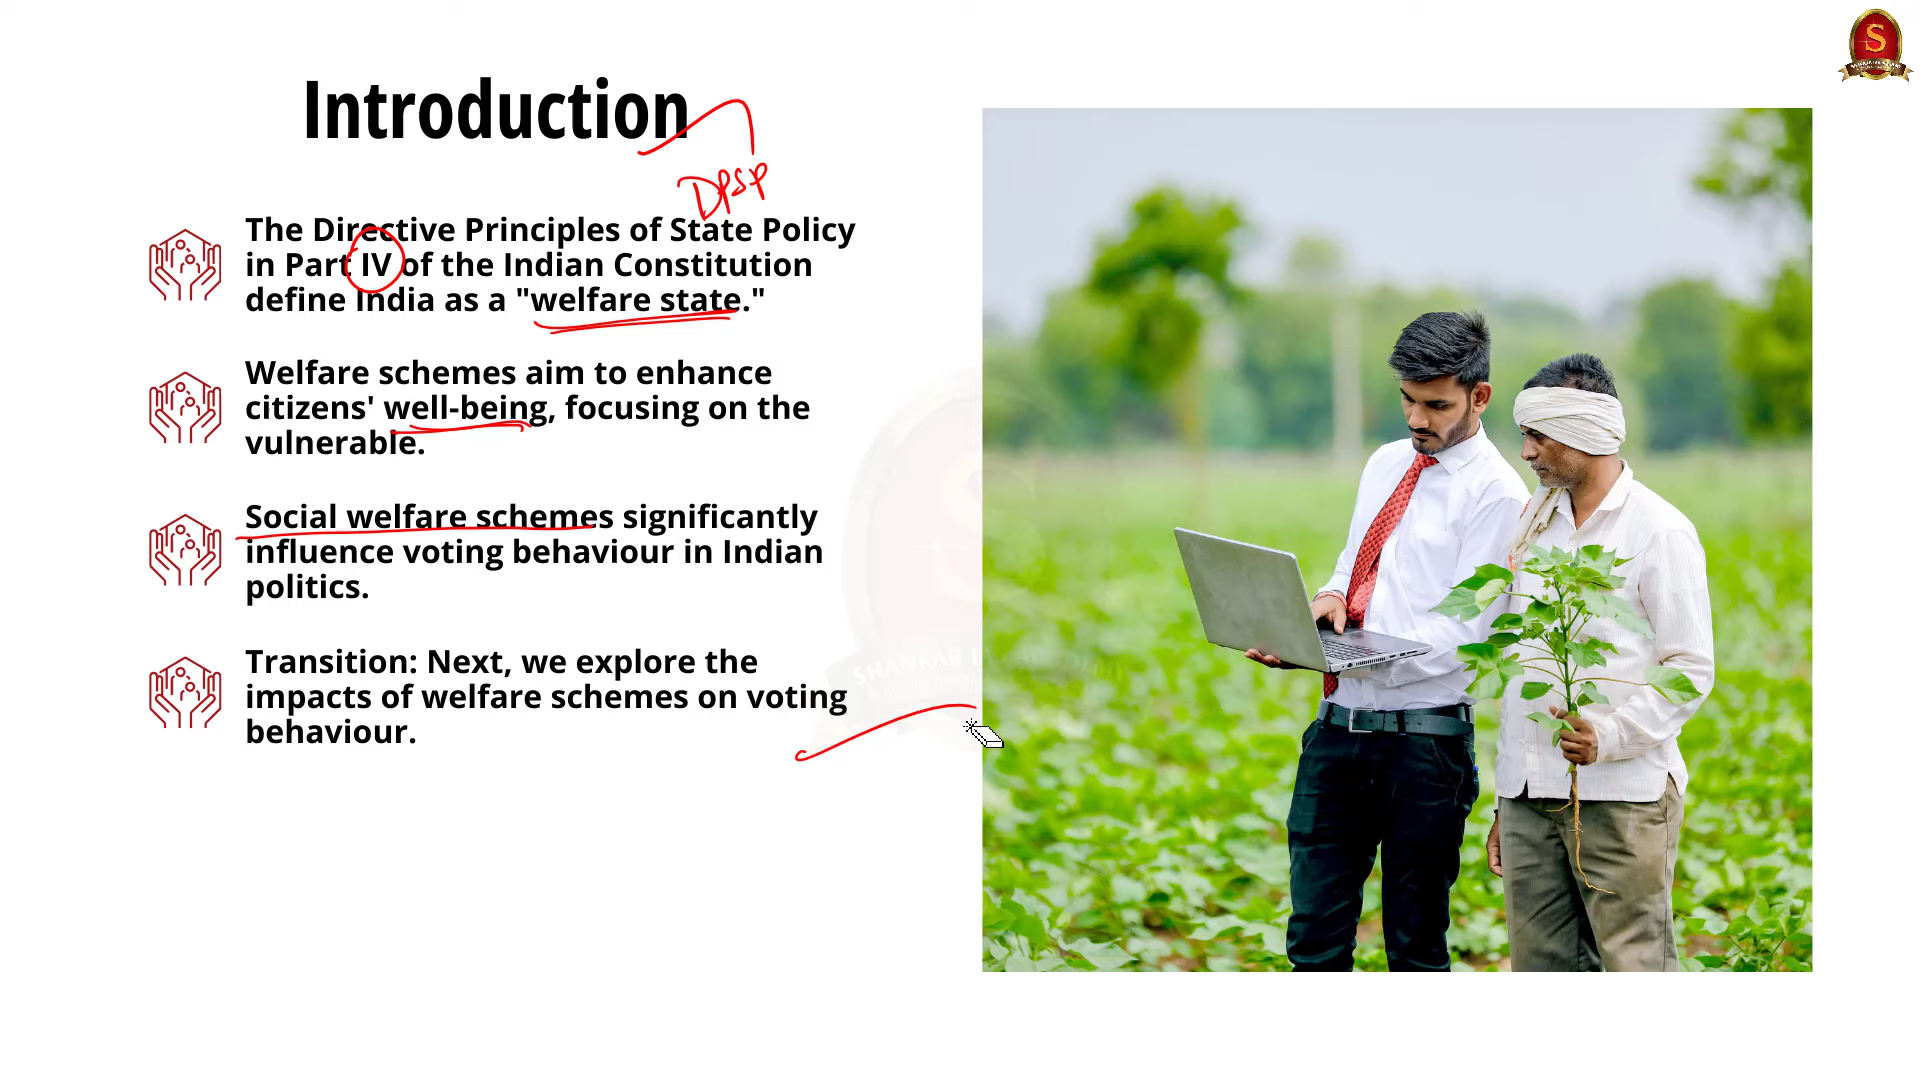 Introduction
DPSP
The Directive Principles of State Policy
in Part IV of the Indian Constitution
define India as a "welfare state."
Welfare schemes aim to enhance
citizens' well-being, focusing on the
vulnerable.
Social welfare schemes significantly
influence voting behaviour in Indian
politics.
Transition: Next, we explore the
impacts of welfare schemes on voting
behaviour.
S
SHANKAR